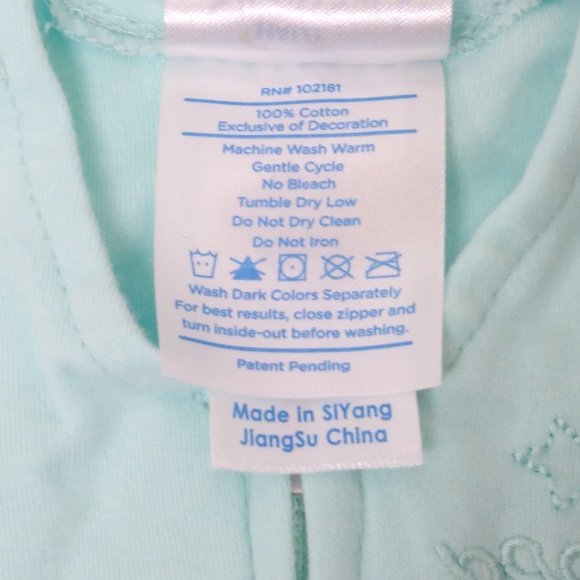 RN# 102181
100% Cotton
Exclusive of Decoration
Machine Wash Warm
Gentle Cycle
No Bleach
Tumble Dry Low
Do Not Dry Clean
Do Not Iron
Wash Dark Colors Separately
For best results, close zipper and
turn inside-out before washing.
Patent Pending
Made in SiYang
JiangSu China